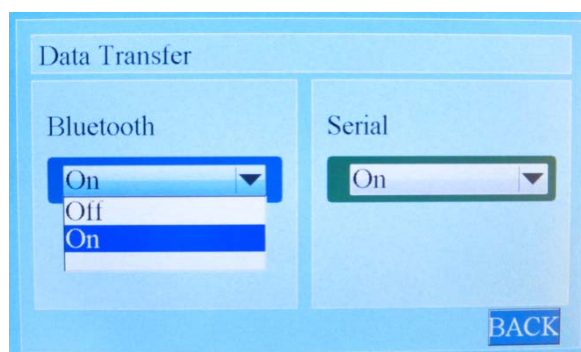 Data Transfer
Bluetooth
Serial
On
On
Off
On
BACK